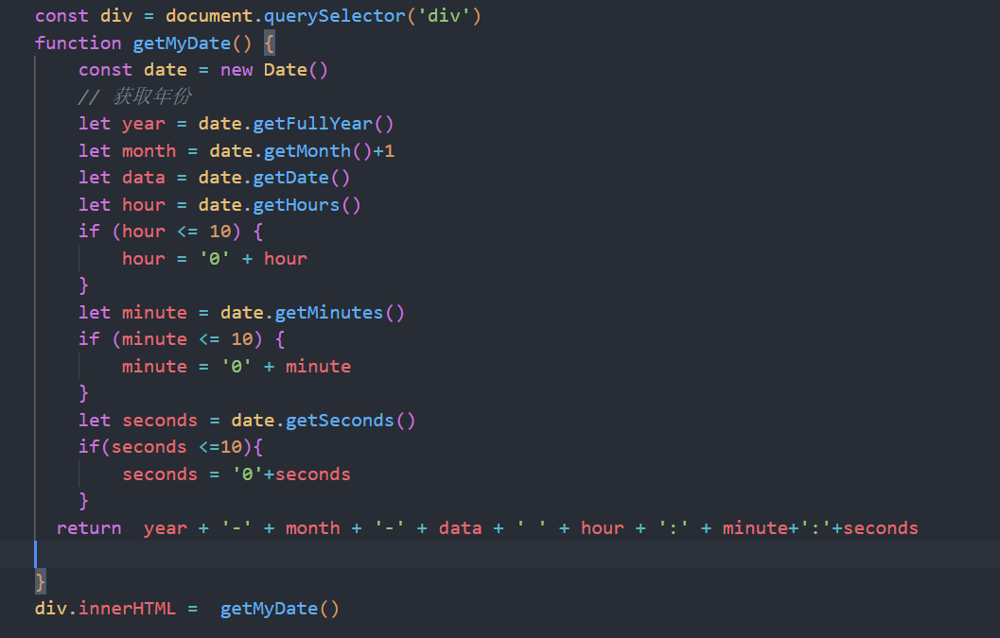 const div = document.querySelector('div')
function getMyDate() {
    const date = new Date()
    // 获取年份
    let year = date.getFullYear()
    let month = date.getMonth()+1
    let data = date.getDate()
    let hour = date.getHours()
    if (hour <= 10) {
        hour = '0' + hour
    }
    let minute = date.getMinutes()
    if (minute <= 10) {
        minute = '0' + minute
    }
    let seconds = date.getSeconds()
    if(seconds <=10){
        seconds = '0'+seconds
    }
  return  year + '-' + month + '-' + data + ' ' + hour + ':' + minute+':'+seconds
}
div.innerHTML =  getMyDate()